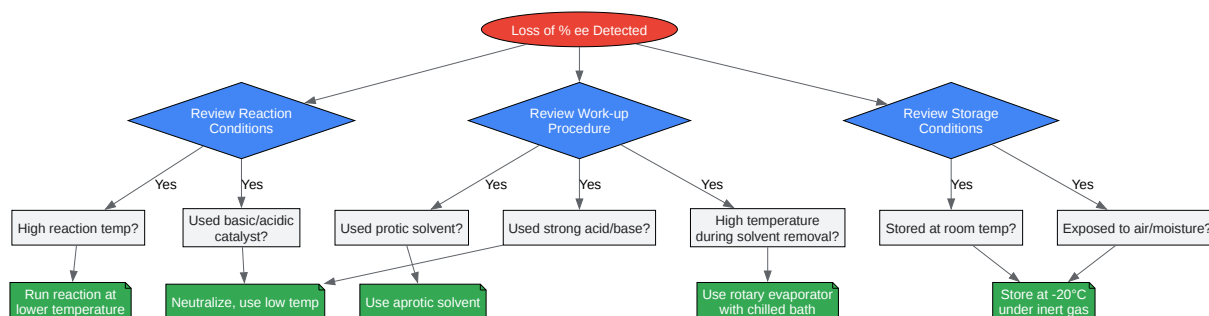 Loss of % ee Detected
Review Reaction
Conditions
Review Work-up
Procedure
Review Storage
Conditions
Yes
Yes
Yes
Yes
Yes
Yes
Yes
High reaction temp?
Used basic/acidic
catalyst?
Used protic solvent?
Used strong acid/base?
High temperature
during solvent removal?
Stored at room temp?
Exposed to air/moisture?
Run reaction at
lower temperature
Neutralize, use low temp
Use aprotic solvent
Use rotary evaporator
with chilled bath
Store at -20°C
under inert gas